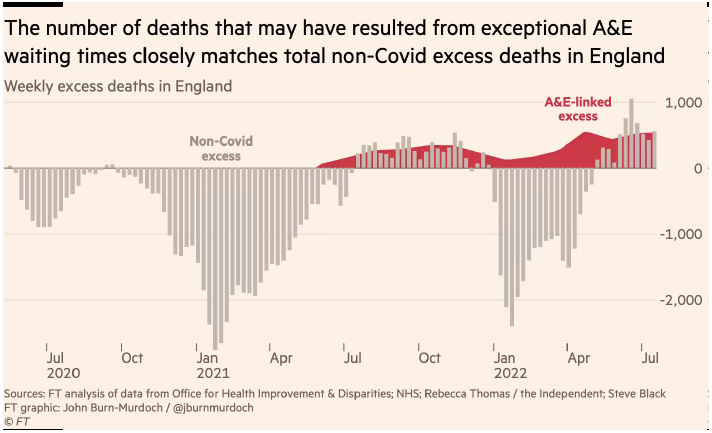 The number of deaths that may have resulted from exceptional A&E
waiting times closely matches total non-Covid excess deaths in England
Weekly excess deaths in England
A&E-linked
excess
1,000
Non-Covid
excess
0
-1,000
-2,000
Jul
2020
Oct
Jan
2021
Apr
Jul
Oct
Jan
2022
Apr
Jul
Sources: FT analysis of data from Office for Health Improvement & Disparities; NHS; Rebecca Thomas / the Independent; Steve Black
FT graphic: John Burn-Murdoch / @jburnmurdoch
© FT